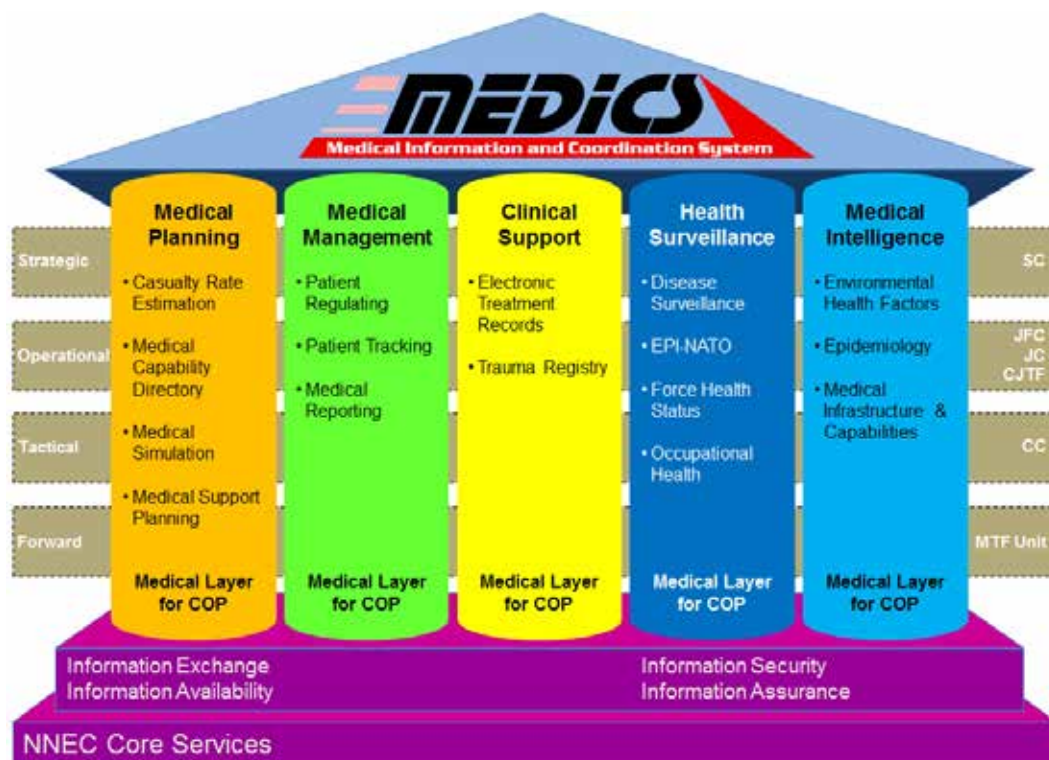 MEDICS
Medical Information and Coordination System
Medical
Planning
• Casualty Rate
Estimation
• Medical
Capability
Directory
• Medical
Simulation
• Medical Support
Planning
Medical Layer
for COP
Medical
Management
• Patient
Regulating
• Patient Tracking
• Medical
Reporting
Medical Layer
for COP
Clinical
Support
• Electronic
Treatment
Records
• Trauma Registry
Medical Layer
for COP
Health
Surveillance
• Disease
Surveillance
• EPI-NATO
• Force Health
Status
• Occupational
Health
Medical Layer
for COP
Medical
Intelligence
• Environmental
Health Factors
• Epidemiology
• Medical
Infrastructure &
Capabilities
Medical Layer
for COP
Strategic
SC
Operational
JFC
JC
CJTF
Tactical
CC
Forward
MTF Unit
Information Exchange
Information Availability
Information Security
Information Assurance
NNEC Core Services